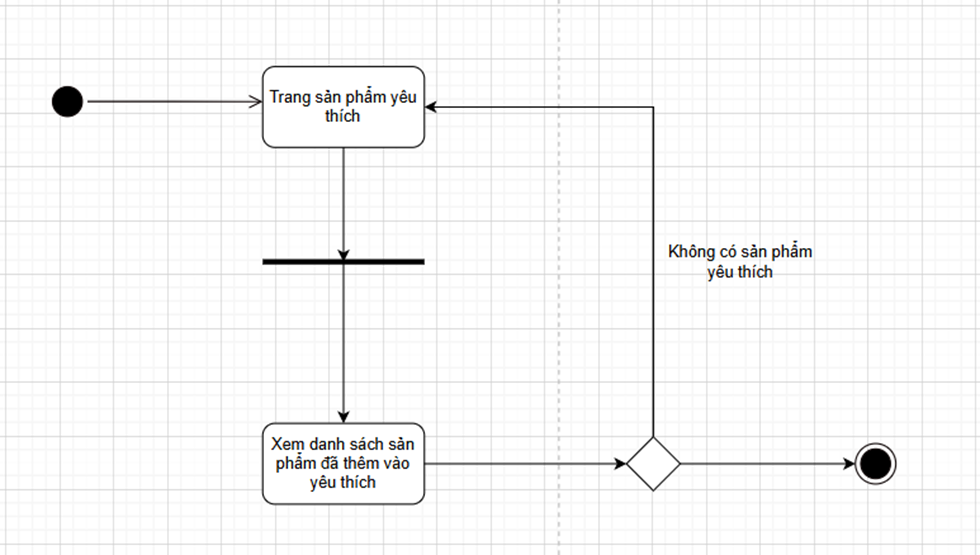 Trang sản phẩm yêu
thích
Không có sản phẩm
yêu thích
Xem danh sách sản
phẩm đã thêm vào
yêu thích